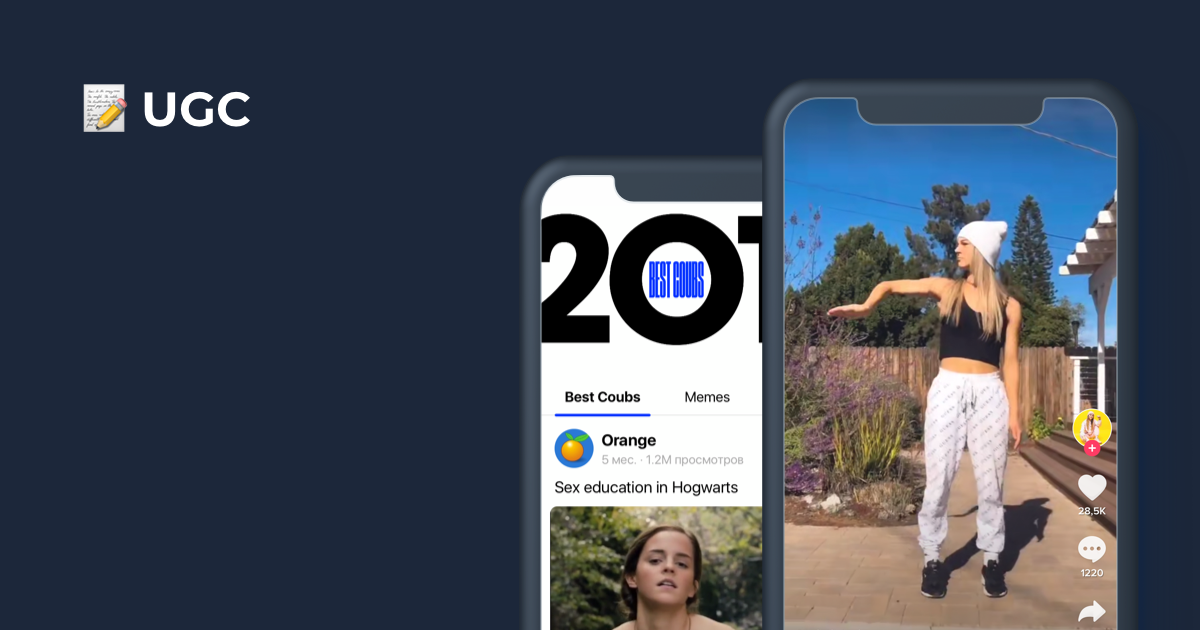 UGC
201
BEST COUBS
Best Coubs
Memes
Orange
5 мес. · 1.2M просмотров
Sex education in Hogwarts
28,5K
1220